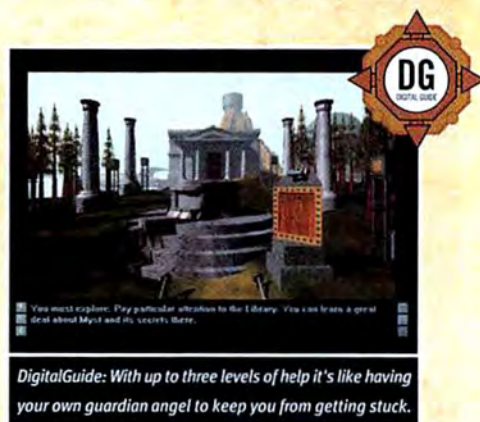 DG
DIGITAL GUIDE
You must explore. Pay particular attention to the Library. You can learn a great
deal about Myst and its secrets there.
DigitalGuide: With up to three levels of help it's like having
your own guardian angel to keep you from getting stuck.